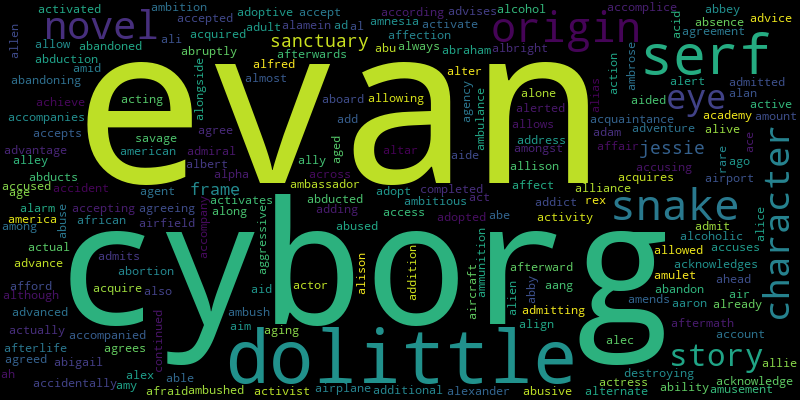 activated ambition accepted according advises alcohol accomplice abbey
novel adoptive accept amnesia activate origin acid absence advice
allen allow abandoned acquired adult alamein ad al affection albright agreement
ali abruptly sanctuary abu always abraham action ambrose serf
abduction afterwards
abandoning amid alongside alfred almost alter agency ambulance alias alert admitted
achieve acting aboard allowing alone aided eye alan active
accompanies evan add alerted acquaintance academy amount
accepts savage agree aged address allows adam adventure alive
advantage american admiral ally altar amongst affair jessie ace
alley albert alpha across aide allison accusing rare ago
abducts ambassador adopt completed affect alliance acquires airport
accused accident agent frame abducted ambitious act addict rex snake character
age accepting agreeing activates adding access adopted abe activity
america alarm abuse african along abused admit alice
among airfield accompany aggressive alcoholic
actual admits cyborg alison addition ammunition afterward allowed accuses
advance abortion actor aircraft alien abby aang acknowledges
afford acquire also aid admitting amends abandon amulet ahead
although advanced continued ambush aaron air already
actually accompanied aim aging align aftermath account
afterlife agrees dolittle alec story
agreed abigail destroying allie
ah accidentally alex able activist airplane additional alexander abusive actress ability acknowledge
amy afraid ambushed alternate amusement